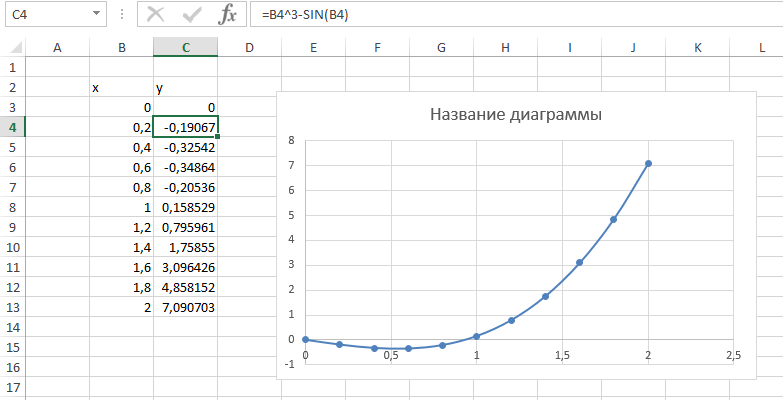 C4 fx =B4^3-SIN(B4)
A B C D E F G H I J K L
1
2 x y
3 0 0
4 0,2 -0,19067
5 0,4 -0,32542
6 0,6 -0,34864
7 0,8 -0,20536
8 1 0,158529
9 1,2 0,795961
10 1,4 1,75855
11 1,6 3,096426
12 1,8 4,858152
13 2 7,090703
14
15
16
17
Название диаграммы
8
7
6
5
4
3
2
1
0
-1
0 0,5 1 1,5 2 2,5